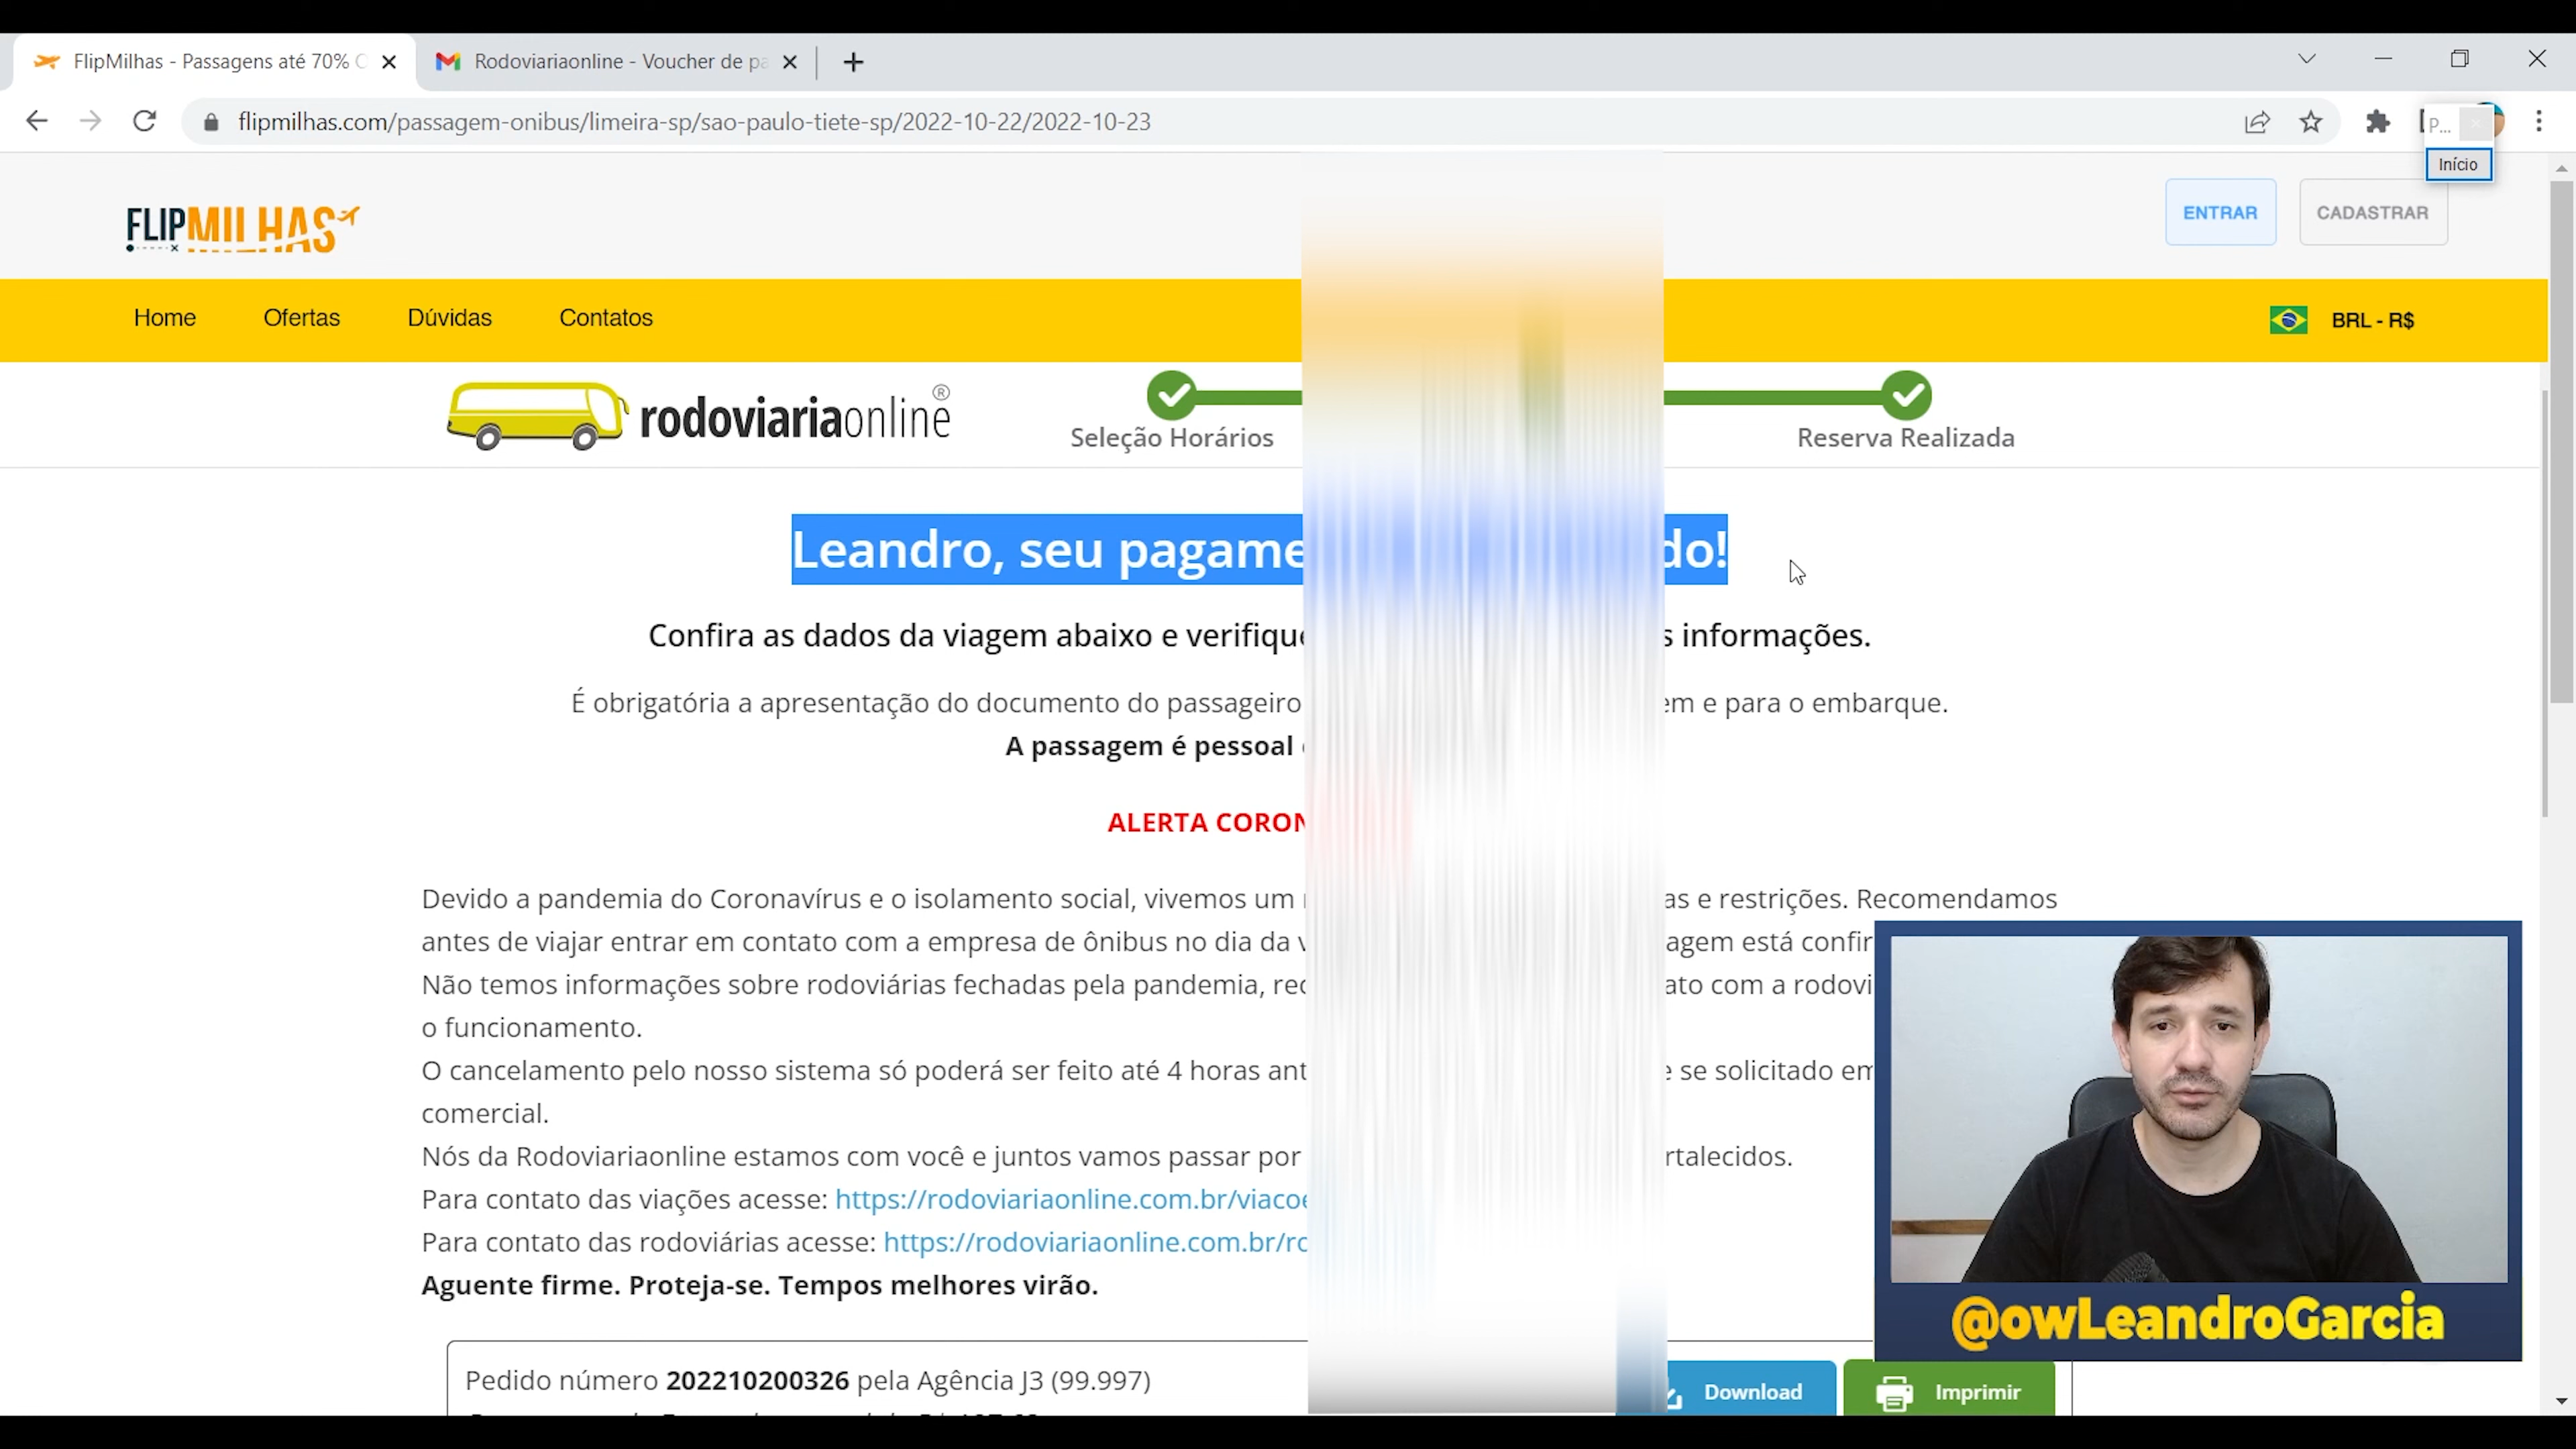 FlipMilhas - Passagens até 70%
Rodoviariaonline - Voucher de
flipmilhas.com/passagem-onibus/limeira-sp/sao-paulo-tiete-sp/2022-10-22/2022-10-23
P...
Início
FLIPMILHAS
ENTRAR
CADASTRAR
Home
Ofertas
Dúvidas
Contatos
BRL - R$
rodoviariaonline®
Seleção Horários
Reserva Realizada
Leandro, seu pagame do!
Confira as dados da viagem abaixo e verifique s informações.
É obrigatória a apresentação do documento do passageiro em e para o embarque.
A passagem é pessoal
ALERTA CORON
Devido a pandemia do Coronavírus e o isolamento social, vivemos um as e restrições. Recomendamos
antes de viajar entrar em contato com a empresa de ônibus no dia da agem está confir
Não temos informações sobre rodoviárias fechadas pela pandemia, rec ato com a rodovi
o funcionamento.
O cancelamento pelo nosso sistema só poderá ser feito até 4 horas ant e se solicitado em
comercial.
Nós da Rodoviariaonline estamos com você e juntos vamos passar por rtalecidos.
Para contato das viações acesse: https://rodoviariaonline.com.br/viacoe
Para contato das rodoviárias acesse: https://rodoviariaonline.com.br/ro
Aguente firme. Proteja-se. Tempos melhores virão.
Pedido número 202210200326 pela Agência J3 (99.997)
Download
Imprimir
@owLeandroGarcia